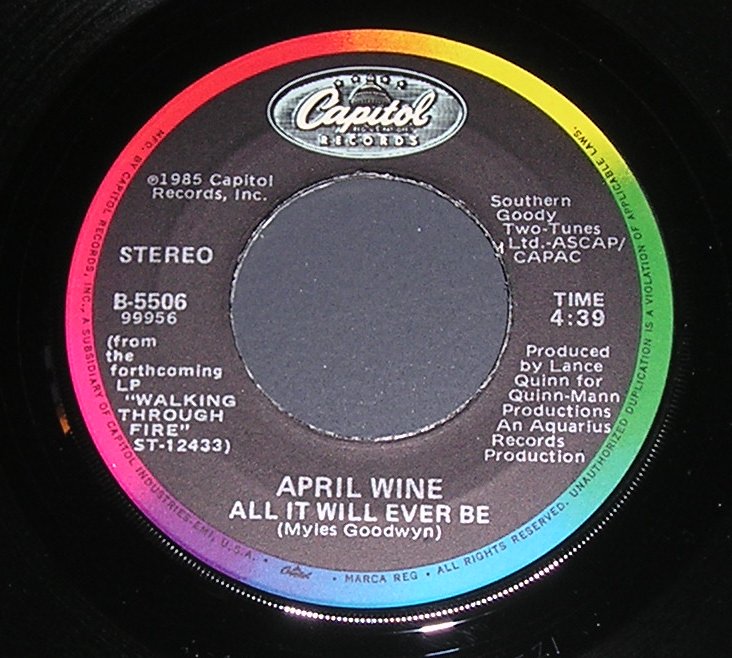 Capitol
RECORDS
℗1985 Capitol
Records, Inc.
STEREO
B-5506
99956
(from
the
forthcoming
LP
"WALKING
THROUGH
FIRE"
ST-12433)
Southern
Goody
Two-Tunes
Ltd.-ASCAP/
CAPAC
TIME
4:39
Produced
by Lance
Quinn for
Quinn-Mann
Productions
An Aquarius
Records
Production
APRIL WINE
ALL IT WILL EVER BE
(Myles Goodwyn)
MFG. BY CAPITOL RECORDS, INC., A SUBSIDIARY OF CAPITOL INDUSTRIES-EMI, U.S.A. • Capitol • MARCA REG • ALL RIGHTS RESERVED. UNAUTHORIZED DUPLICATION IS A VIOLATION OF APPLICABLE LAWS.